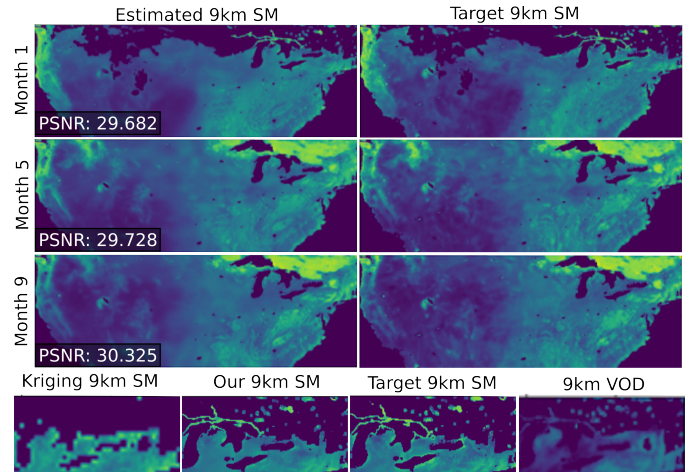 Estimated 9km SM
Target 9km SM
Month 1
PSNR: 29.682
Month 5
PSNR: 29.728
Month 9
PSNR: 30.325
Kriging 9km SM
Our 9km SM
Target 9km SM
9km VOD